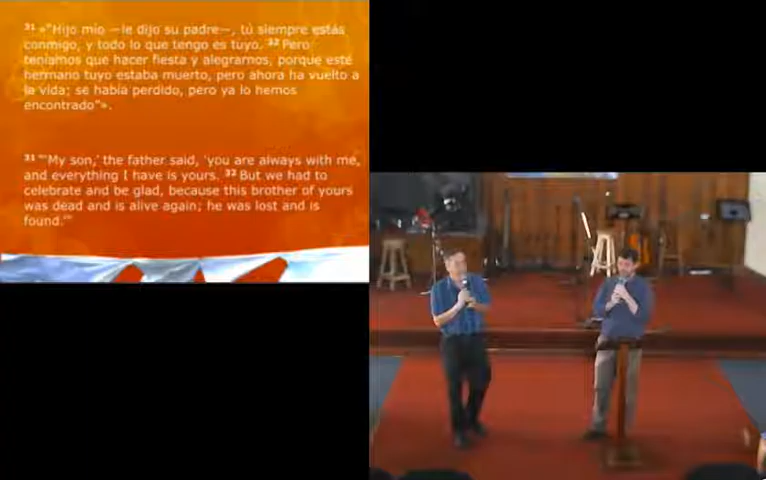 31 »"Hijo mío —le dijo su padre—, tú siempre estás
conmigo, y todo lo que tengo es tuyo. 32 Pero
teníamos que hacer fiesta y alegrarnos, porque este
hermano tuyo estaba muerto, pero ahora ha vuelto a
la vida; se había perdido, pero ya lo hemos
encontrado"».
31 "'My son,' the father said, 'you are always with me,
and everything I have is yours. 32 But we had to
celebrate and be glad, because this brother of yours
was dead and is alive again; he was lost and is
found.'"